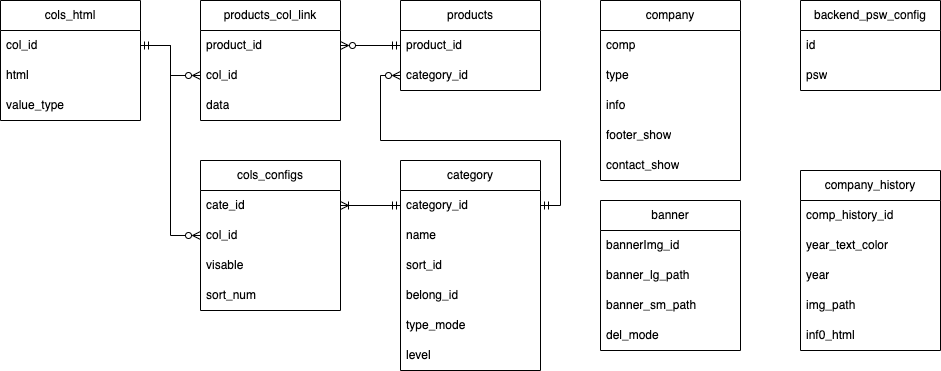 cols_html
col_id
html
value_type
products_col_link
product_id
col_id
data
products
product_id
category_id
company
comp
type
info
footer_show
contact_show
backend_psw_config
id
psw
cols_configs
cate_id
col_id
visable
sort_num
category
category_id
name
sort_id
belong_id
type_mode
level
banner
bannerImg_id
banner_lg_path
banner_sm_path
del_mode
company_history
comp_history_id
year_text_color
year
img_path
inf0_html